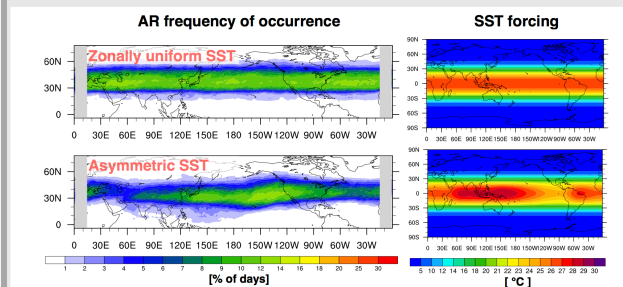 AR frequency of occurrence
SST forcing
Zonally uniform SST
60N
30N
0
0 30E 60E 90E 120E 150E 180 150W 120W 90W 60W 30W
90N
60N
30N
0
30S
60S
90S
0 30E 60E 90E 120E 150E 180 150W120W 90W 60W 30W
Asymmetric SST
60N
30N
0
0 30E 60E 90E 120E 150E 180 150W 120W 90W 60W 30W
90N
60N
30N
0
30S
60S
90S
0 30E 60E 90E 120E 150E 180 150W120W 90W 60W 30W
1 2 3 4 5 6 7 8 9 10 12 14 16 18 20 25 30
[% of days]
5 10 12 14 16 18 20 21 22 23 24 25 26 27 28 29 30
[ °C ]